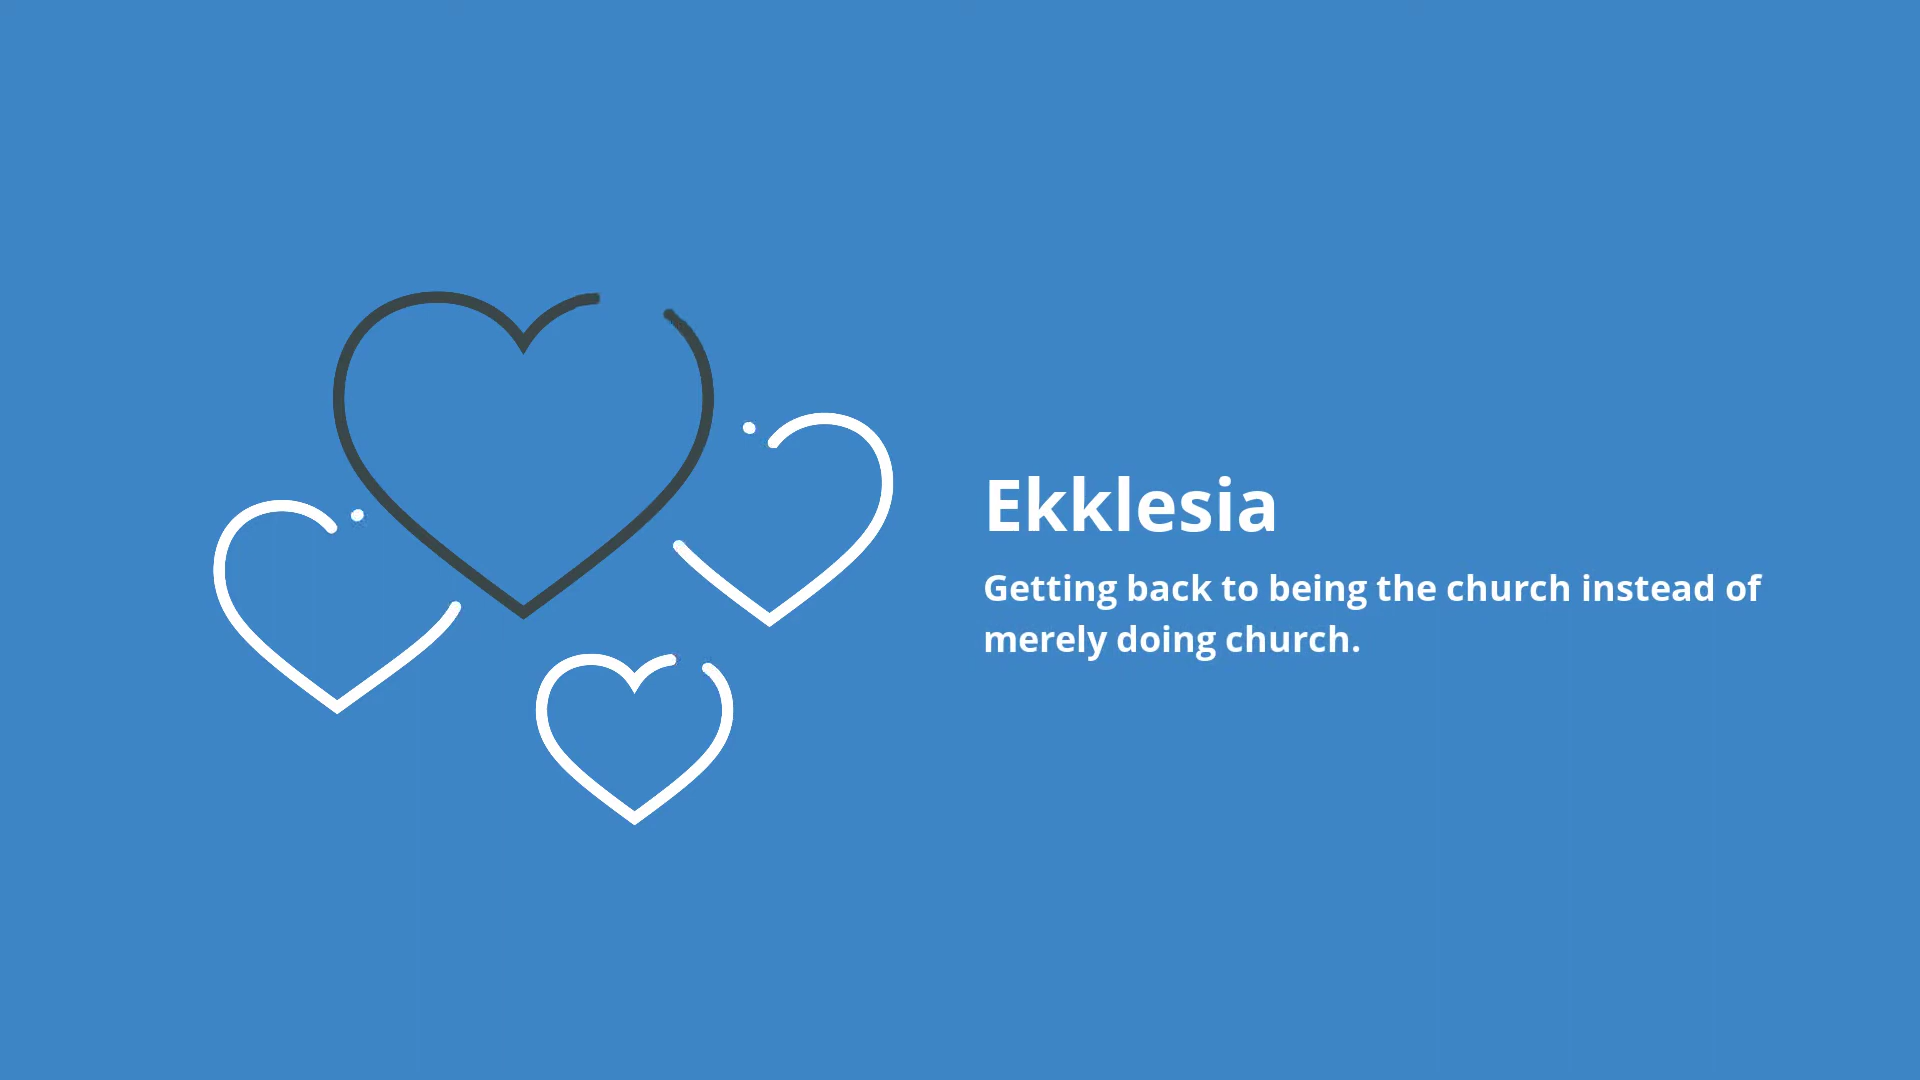 Ekklesia
Getting back to being the church instead of
merely doing church.